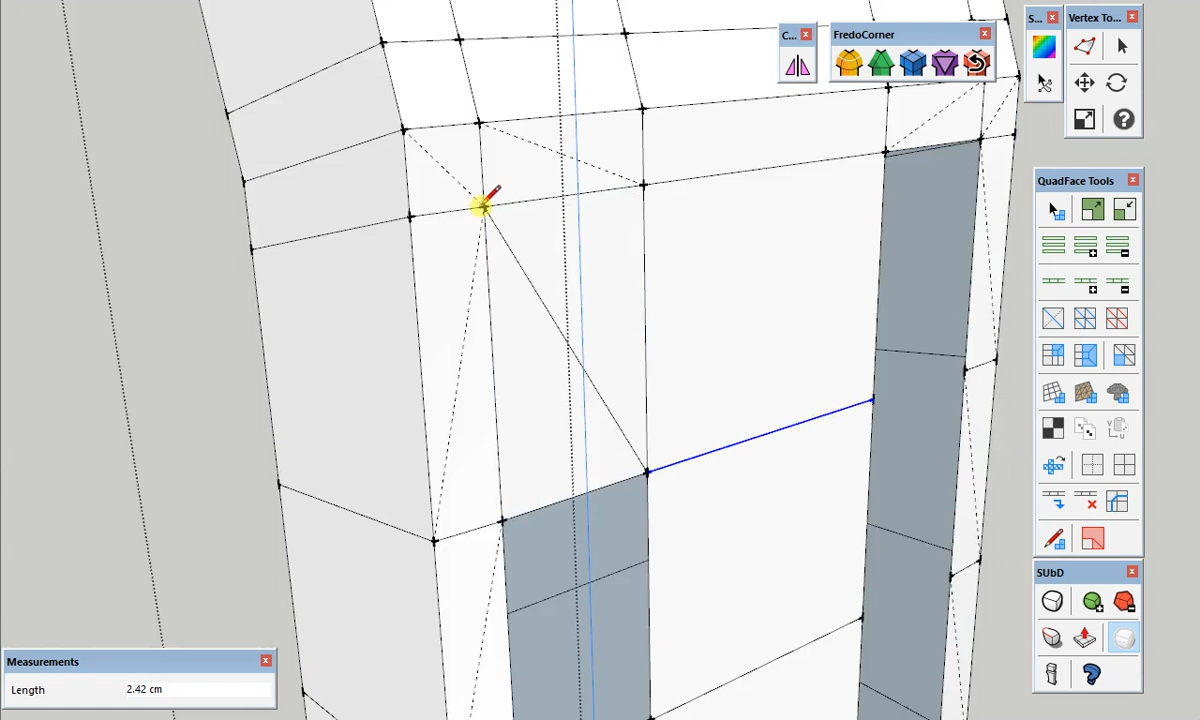 C...
FredoCorner
S...
Vertex To...
QuadFace Tools
SUbD
Measurements
Length 2.42 cm